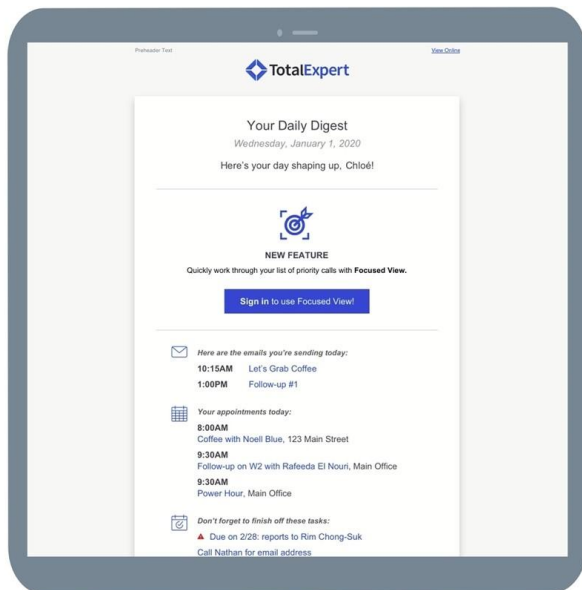 Preheader Text
View Online
TotalExpert
Your Daily Digest
Wednesday, January 1, 2020
Here's your day shaping up, Chloé!
NEW FEATURE
Quickly work through your list of priority calls with Focused View.
Sign in to use Focused View!
Here are the emails you're sending today:
10:15AM Let's Grab Coffee
1:00PM Follow-up #1
Your appointments today:
8:00AM
Coffee with Noell Blue, 123 Main Street
9:30AM
Follow-up on W2 with Rafeeda El Nouri, Main Office
9:30AM
Power Hour, Main Office
Don't forget to finish off these tasks:
Due on 2/28: reports to Rim Chong-Suk
Call Nathan for email address